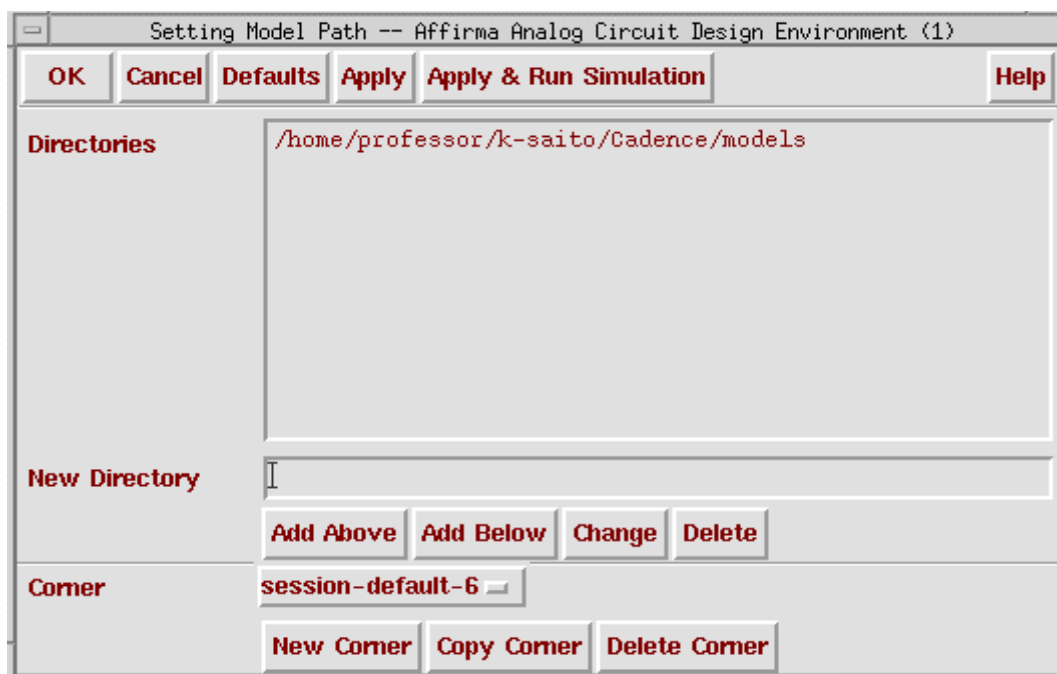 Setting Model Path -- Affirma Analog Circuit Design Environment (1)
OK Cancel Defaults Apply Apply & Run Simulation Help
Directories /home/professor/k-saito/Cadence/models
New Directory
Add Above Add Below Change Delete
Corner session-default-6
New Corner Copy Corner Delete Corner